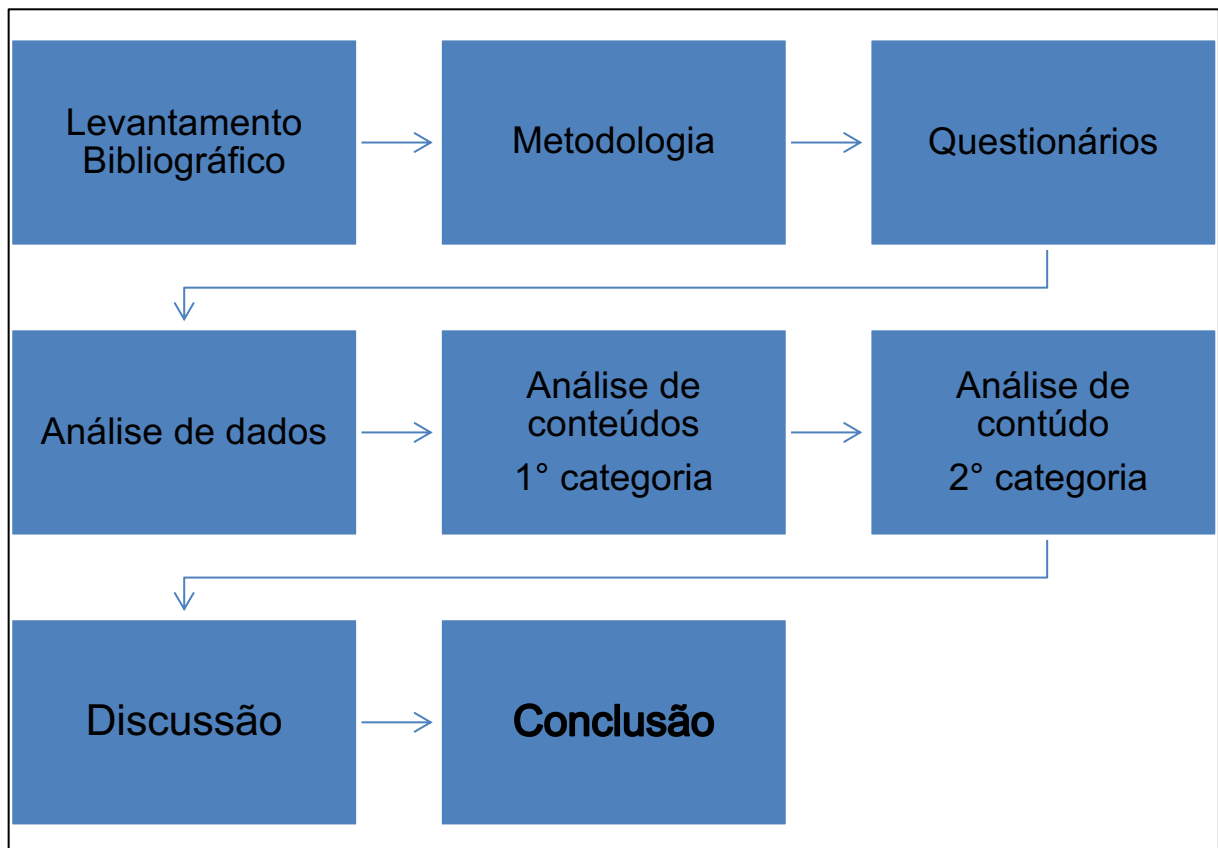 Levantamento
Bibliográfico
Metodologia
Questionários
Análise de dados
Análise de
conteúdos
1° categoria
Análise de
contúdo
2° categoria
Discussão
Conclusão